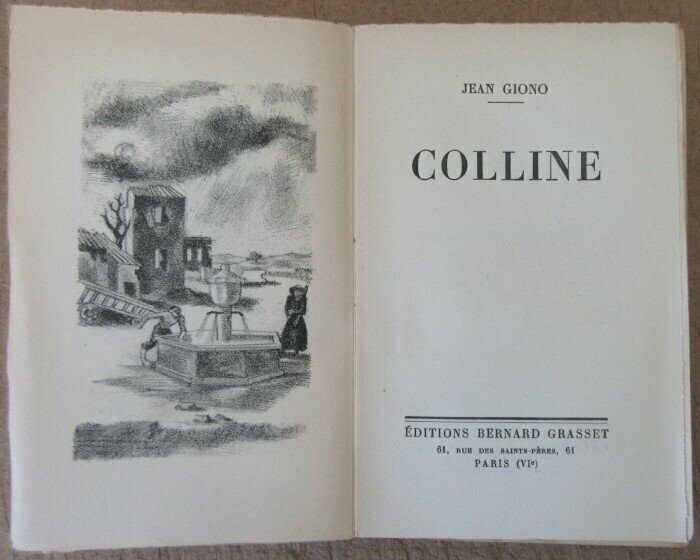 JEAN GIONO
COLLINE
ÉDITIONS BERNARD GRASSET
61, RUE DES SAINTS-PÈRES, 61
PARIS (VIe)